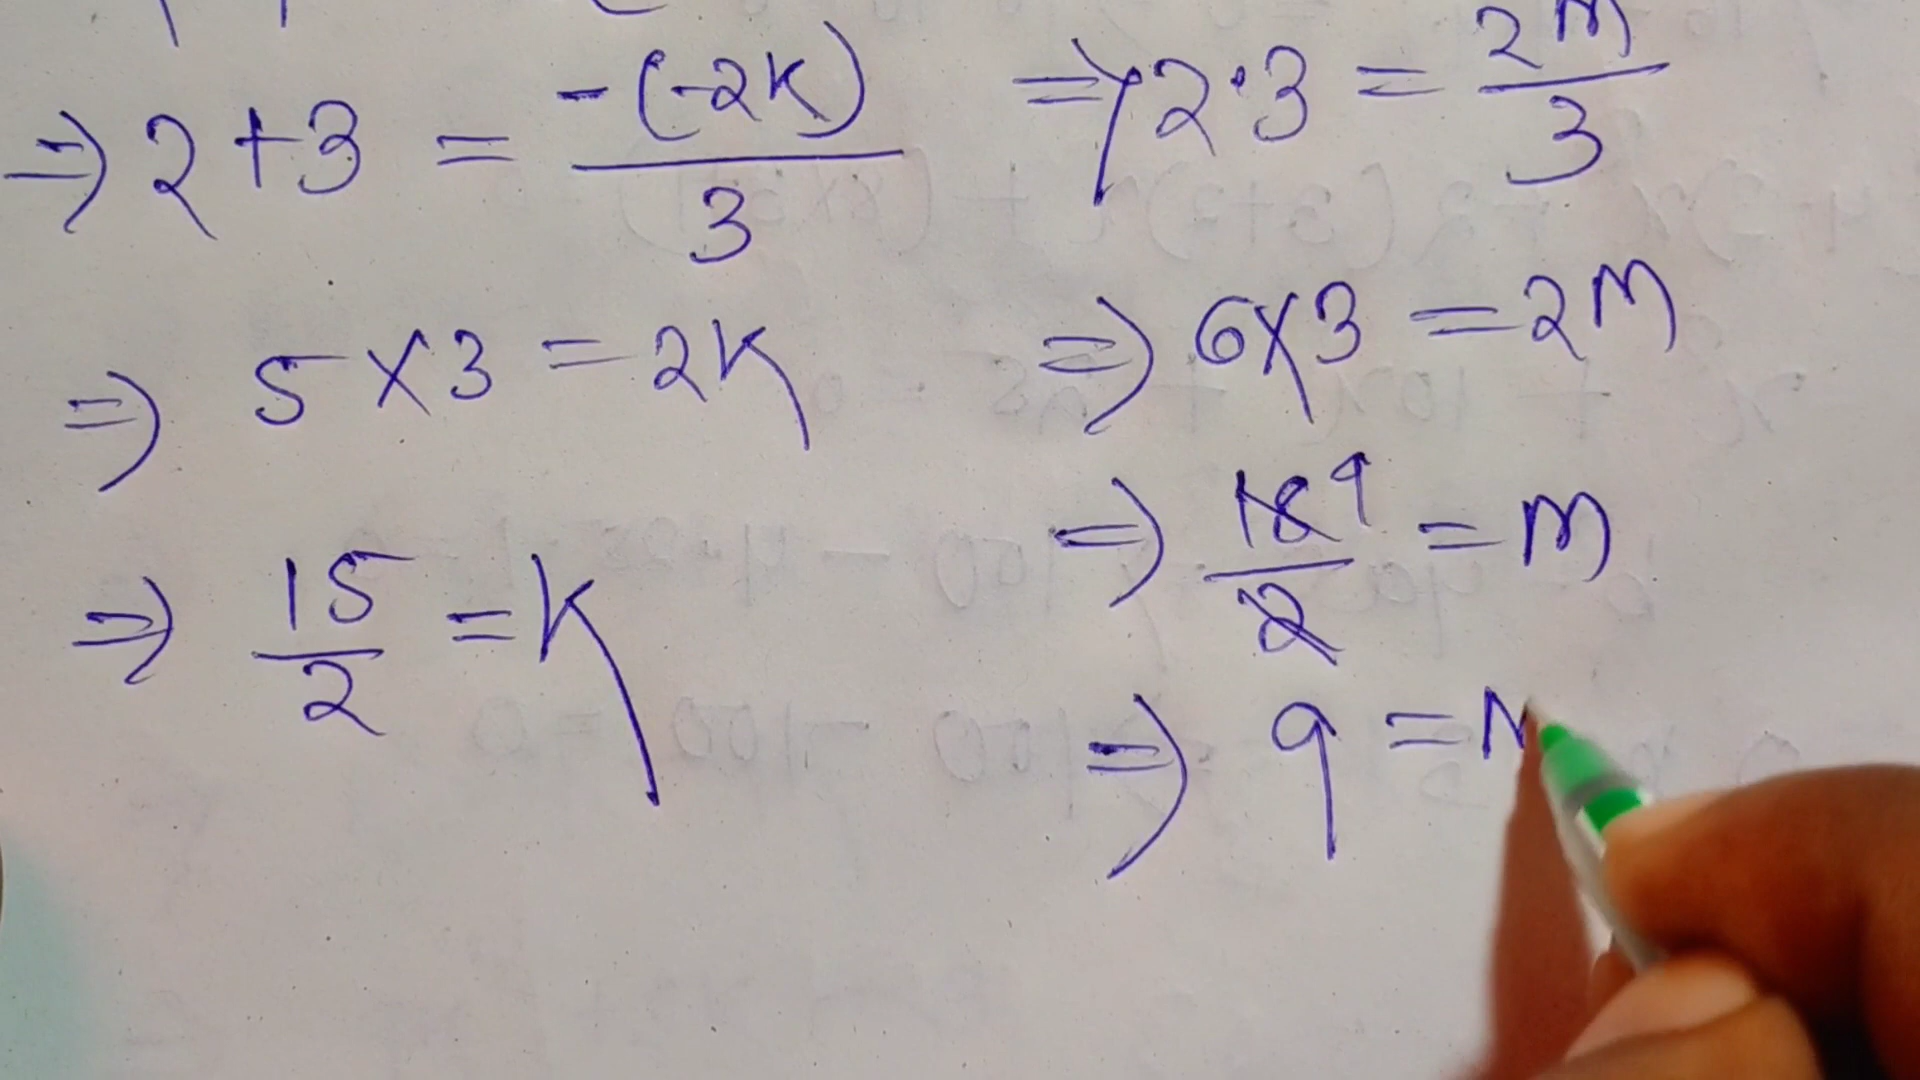 ⇒ 2 + 3 = -(-2K)/3
⇒ 5 × 3 = 2K
⇒ 15/2 = K
⇒ 2·3 = 2m/3
⇒ 6×3 = 2m
⇒ 18 9/2 = m
⇒ 9 =